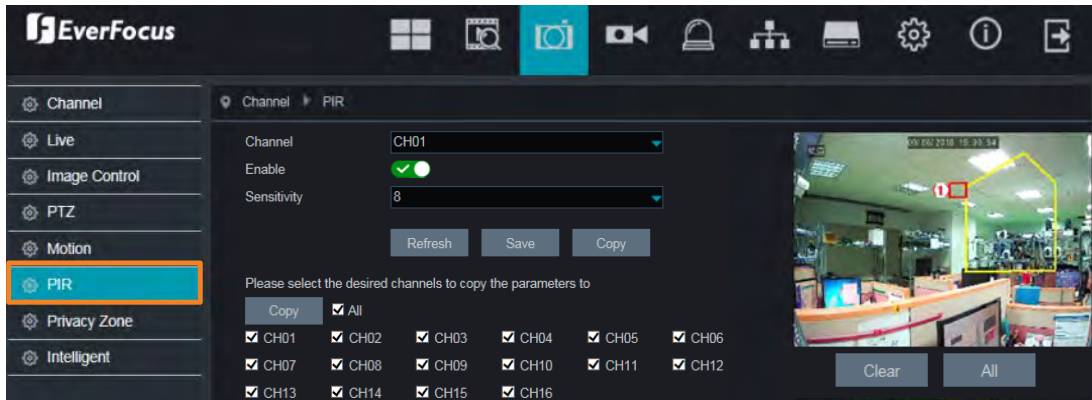 EverFocus
Channel
Live
Image Control
PTZ
Motion
PIR
Privacy Zone
Intelligent
Channel PIR
Channel CH01
Enable
Sensitivity 8
Refresh Save Copy
Please select the desired channels to copy the parameters to
Copy All
CH01 CH02 CH03 CH04 CH05 CH06
CH07 CH08 CH09 CH10 CH11 CH12
CH13 CH14 CH15 CH16
1
Clear All